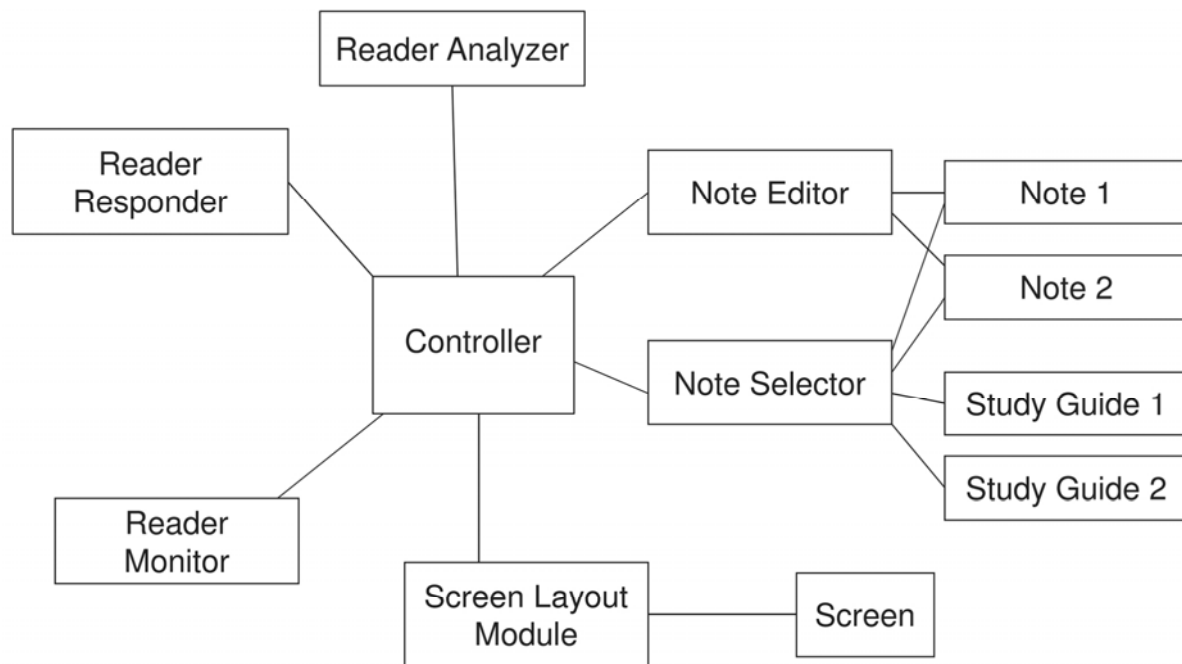 Reader Analyzer
Reader
Responder
Note Editor
Note 1
Note 2
Controller
Note Selector
Study Guide 1
Study Guide 2
Reader
Monitor
Screen Layout
Module
Screen